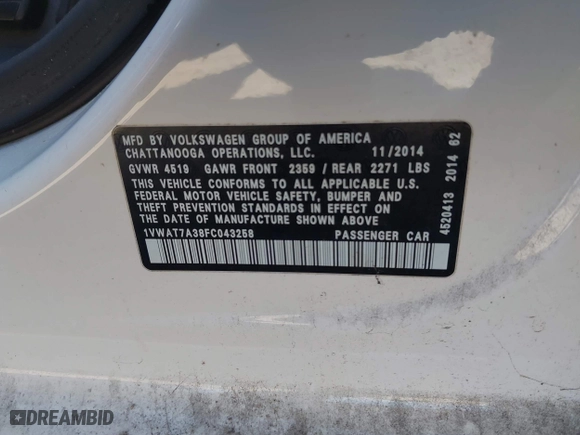 MFD BY VOLKSWAGEN GROUP OF AMERICA
CHATTANOOGA OPERATIONS, LLC. 11/2014
GVWR 4519 GAWR FRONT 2359 / REAR 2271 LBS
THIS VEHICLE CONFORMS TO ALL APPLICABLE U.S.
FEDERAL MOTOR VEHICLE SAFETY, BUMPER AND
THEFT PREVENTION STANDARDS IN EFFECT ON THE
DATE OF MANUFACTURE SHOWN ABOVE.
1VWAT7A38FC043258 PASSENGER CAR
4520413 2014 62
DREAMBID